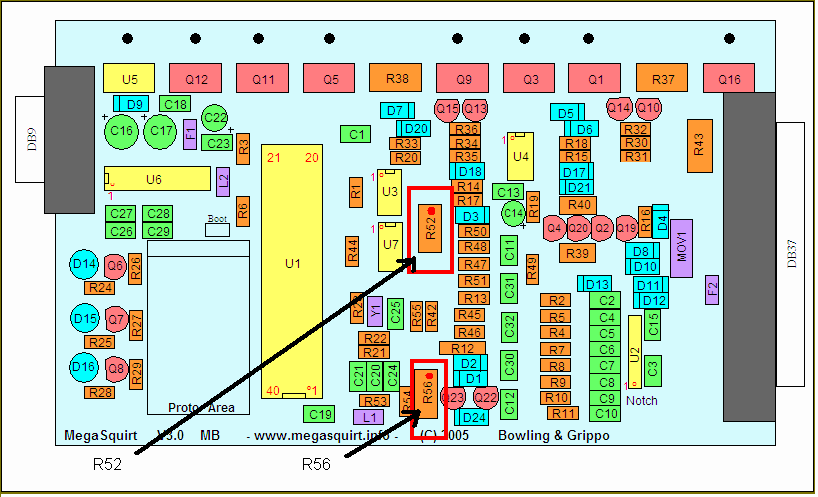 U5 Q12 Q11 Q5 R38 Q9 Q3 Q1 R37 Q16
D9 C18 D7 Q15 Q13 D5 Q14 Q10
C16 C17 C22 F1 C23 R3 C1 D20 R36 D6 R32 R43
R33 R34 U4 R18 R30
R20 R35 R15 R31
DB9
U6 L2 21 20 1 U3 D18 1 D17
1 R1 R14 C13 D21
C27 C28 R6 R17 R19 R40
C26 C29 Boot R52 D3 C14 R16 D4
1 U7 R50 Q4 Q20 Q2 Q19
R44 R48 C11 R39 D8 MOV1
D14 Q6 R26 U1 R47 R49 D10 DB37
R24 R51 C31 D13 D11 F2
R13 R2 C2 D12
D15 Q7 R27 Y1 C25 R55 R42 R45 C32 R5 C4 C15
R46 R4 C5
R25 R22 R12 R7 C6 U2
R21 C30 R8 C7 C3
D16 Q8 R29 C21 C20 C24 D2 R9 C8
R28 R56 D1 R10 C9 1
40 °1 R53 R54 Q23 Q22 C12 Notch
Proto Area C19 L1 D24 R11 C10
MegaSquirt V3.0 MB - www.megasquirt.info - (C) 2005 Bowling & Grippo
R52 R56